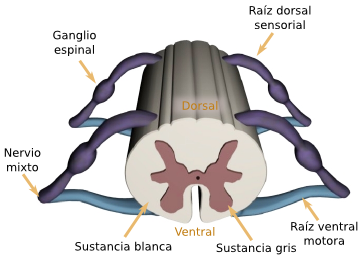 Raíz dorsal
sensorial
Ganglio
espinal
Dorsal
Nervio
mixto
Ventral
Raíz ventral
motora
Sustancia blanca
Sustancia gris